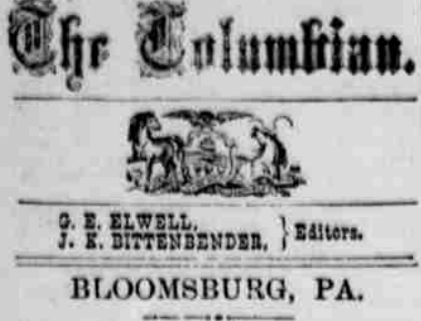 The Columbian.
G. E. ELWELL,
J. K. BITTENBENDER, } Editors.
BLOOMSBURG, PA.